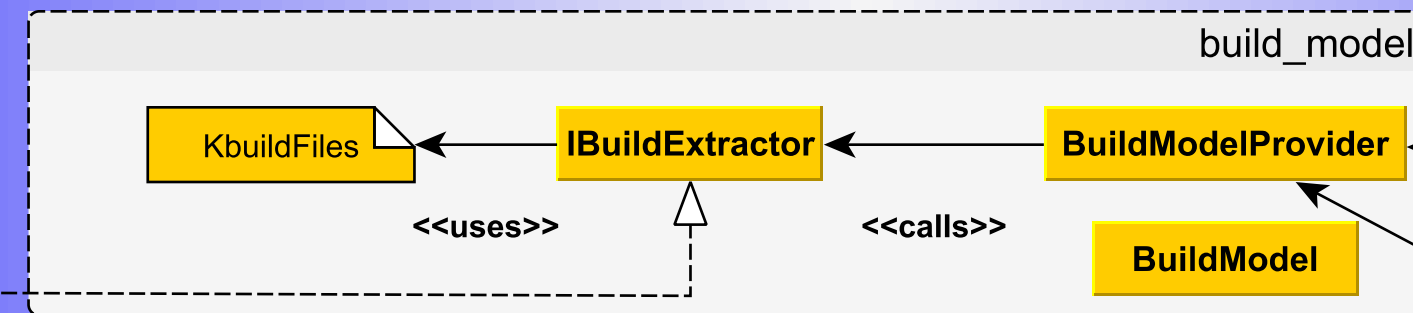 build_model
KbuildFiles
IBuildExtractor
BuildModelProvider
<<uses>>
<<calls>>
BuildModel